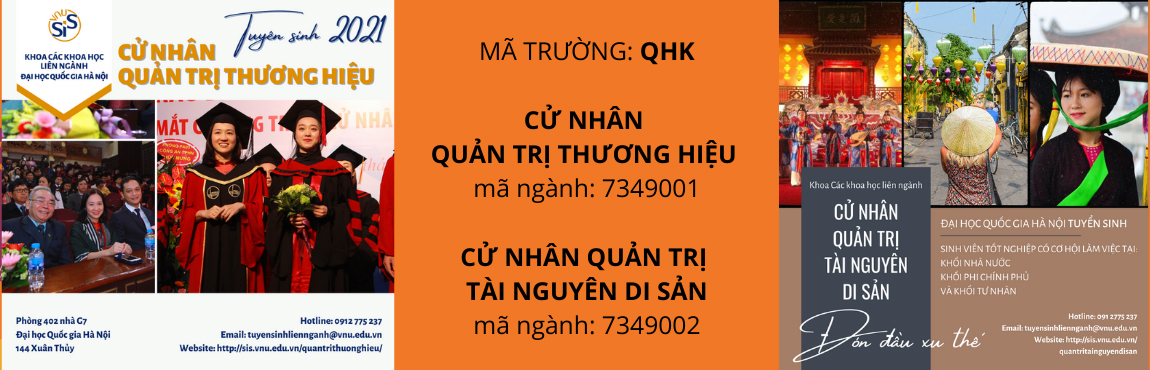 VNU
SiS
KHOA CÁC KHOA HỌC
LIÊN NGÀNH
ĐẠI HỌC QUỐC GIA HÀ NỘI
Tuyên sinh 2021
CỬ NHÂN
QUẢN TRỊ THƯƠNG HIỆU
Phòng 402 nhà G7
Đại học Quốc gia Hà Nội
144 Xuân Thủy
Hotline: 0912 775 237
Email: tuyensinhliennganh@vnu.edu.vn
Website: http://sis.vnu.edu.vn/quantrithuonghieu/
MÃ TRƯỜNG: QHK
CỬ NHÂN
QUẢN TRỊ THƯƠNG HIỆU
mã ngành: 7349001
CỬ NHÂN QUẢN TRỊ
TÀI NGUYÊN DI SẢN
mã ngành: 7349002
Khoa Các khoa học liên ngành
CỬ NHÂN
QUẢN TRỊ
TÀI NGUYÊN
DI SẢN
Đón đầu xu thế
ĐẠI HỌC QUỐC GIA HÀ NỘI TUYỂN SINH
SINH VIÊN TỐT NGHIỆP CÓ CƠ HỘI LÀM VIỆC TẠI:
KHỐI NHÀ NƯỚC
KHỐI PHI CHÍNH PHỦ
VÀ KHỐI TƯ NHÂN
Hotline: 091 2 775 237
Email: tuyensinhliennganh@vnu.edu.vn
Website: http://sis.vnu.edu.vn/
quantritainguyendisan